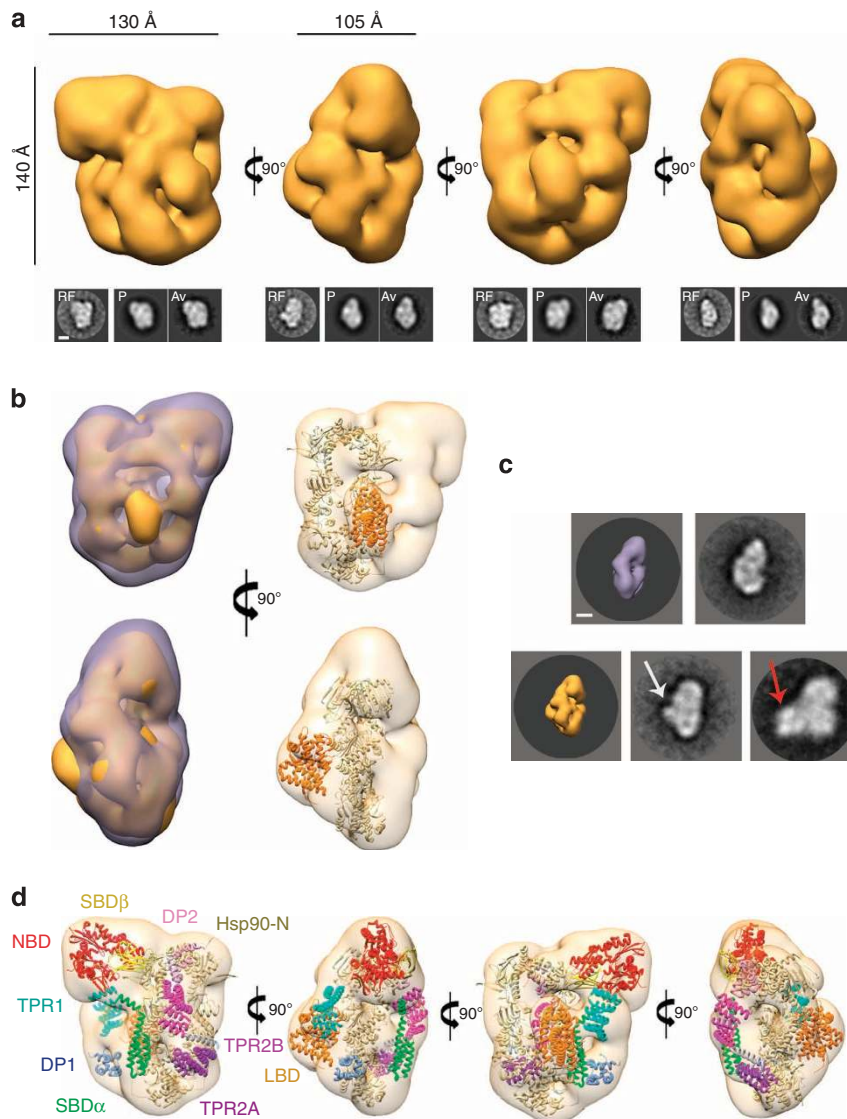 a
130 Å
105 Å
140 Å
90°
90°
90°
RF
P
Av
RF
P
Av
RF
P
Av
RF
P
Av
b
90°
c
d
SBDβ
DP2
Hsp90-N
NBD
TPR1
90°
90°
90°
TPR2B
DP1
LBD
SBDα
TPR2A